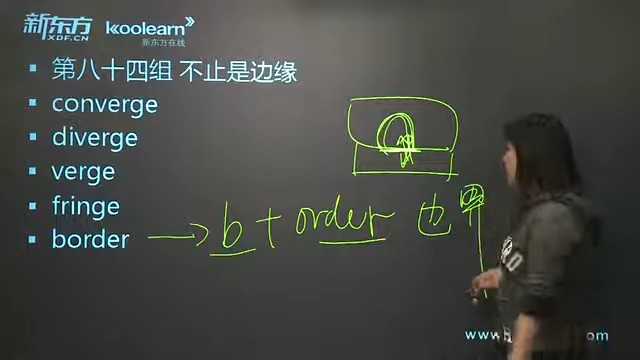 新东方 koolearn
XDF.CN 新东方在线
第八十四组 不止是边缘
converge
diverge
verge
fringe
border b + order 也 界